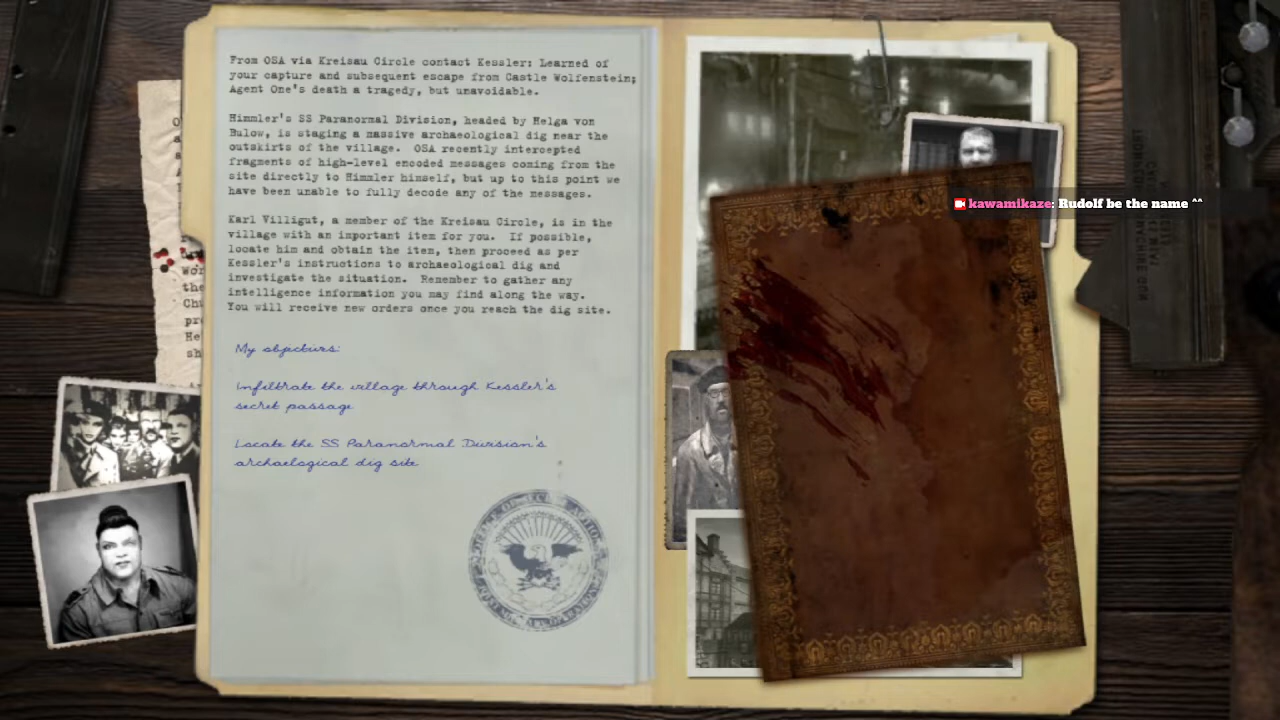 From OSA via Kreisau Circle contact Kessler: Learned of
your capture and subsequent escape from Castle Wolfenstein;
Agent One's death a tragedy, but unavoidable.
Himmler's SS Paranormal Division, headed by Helga von
Bulow, is staging a massive archaeological dig near the
outskirts of the village. OSA recently intercepted
fragments of high-level encoded messages coming from the
site directly to Himmler himself, but up to this point we
have been unable to fully decode any of the messages.
Karl Villigut, a member of the Kreisau Circle, is in the
village with an important item for you. If possible,
locate him and obtain the item, then proceed as per
Kessler's instructions to archaeological dig and
investigate the situation. Remember to gather any
intelligence information you may find along the way.
You will receive new orders once you reach the dig site.
My objectives:
Infiltrate the village through Kessler's
secret passage
Locate the SS Paranormal Division's
archaelogical dig site
kawamikaze: Rudolf be the name ^^